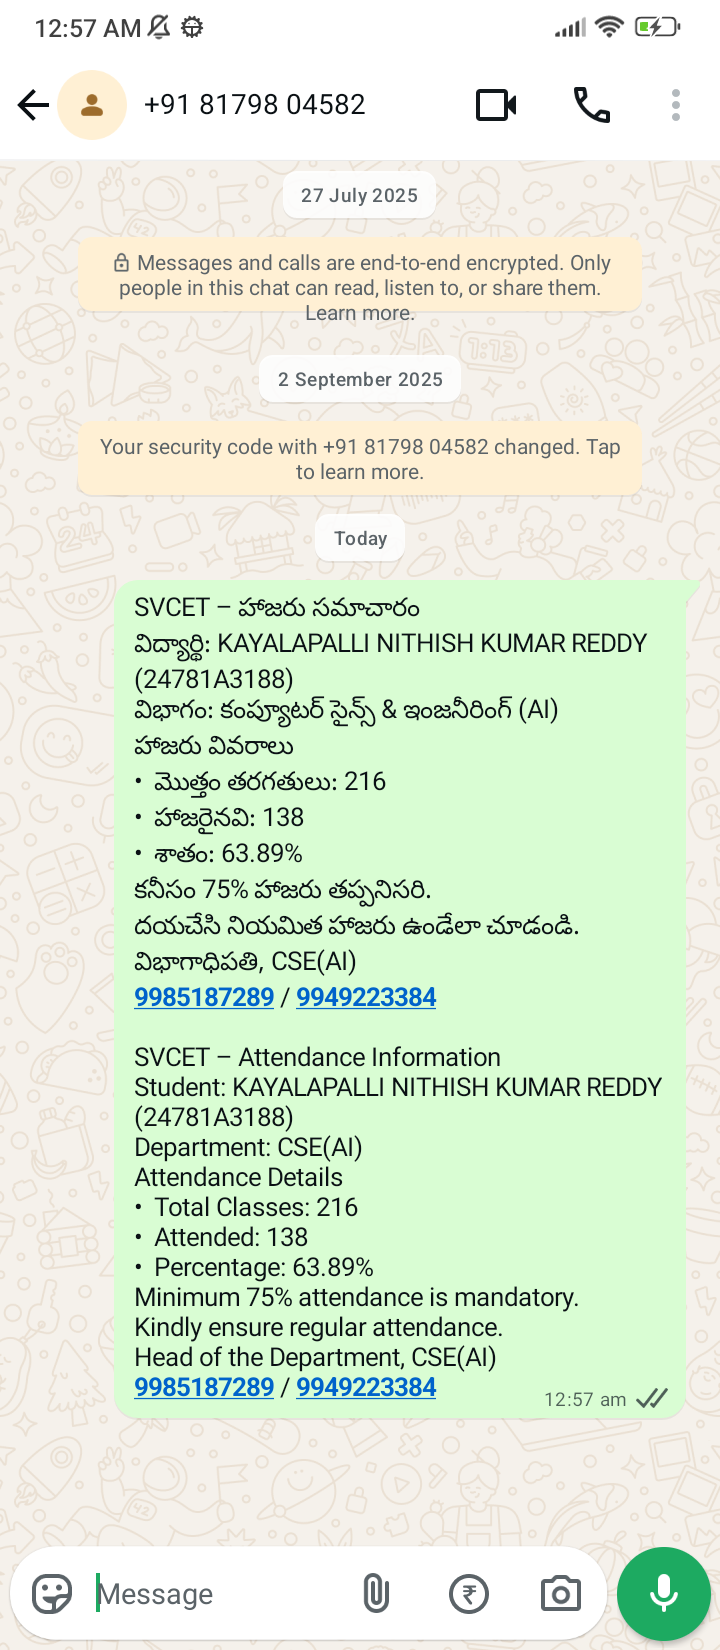 12:57 AM
+91 81798 04582
27 July 2025
Messages and calls are end-to-end encrypted. Only
people in this chat can read, listen to, or share them.
Learn more.
2 September 2025
Your security code with +91 81798 04582 changed. Tap
to learn more.
Today
SVCET – హాజరు సమాచారం
విద్యార్థి: KAYALAPALLI NITHISH KUMAR REDDY
(24781A3188)
విభాగం: కంప్యూటర్ సైన్స్ & ఇంజనీరింగ్ (AI)
హాజరు వివరాలు
• మొత్తం తరగతులు: 216
• హాజరైనవి: 138
• శాతం: 63.89%
కనీసం 75% హాజరు తప్పనిసరి.
దయచేసి నియమిత హాజరు ఉండేలా చూడండి.
విభాగాధిపతి, CSE(AI)
9985187289 / 9949223384
SVCET – Attendance Information
Student: KAYALAPALLI NITHISH KUMAR REDDY
(24781A3188)
Department: CSE(AI)
Attendance Details
• Total Classes: 216
• Attended: 138
• Percentage: 63.89%
Minimum 75% attendance is mandatory.
Kindly ensure regular attendance.
Head of the Department, CSE(AI)
9985187289 / 9949223384
12:57 am
Message